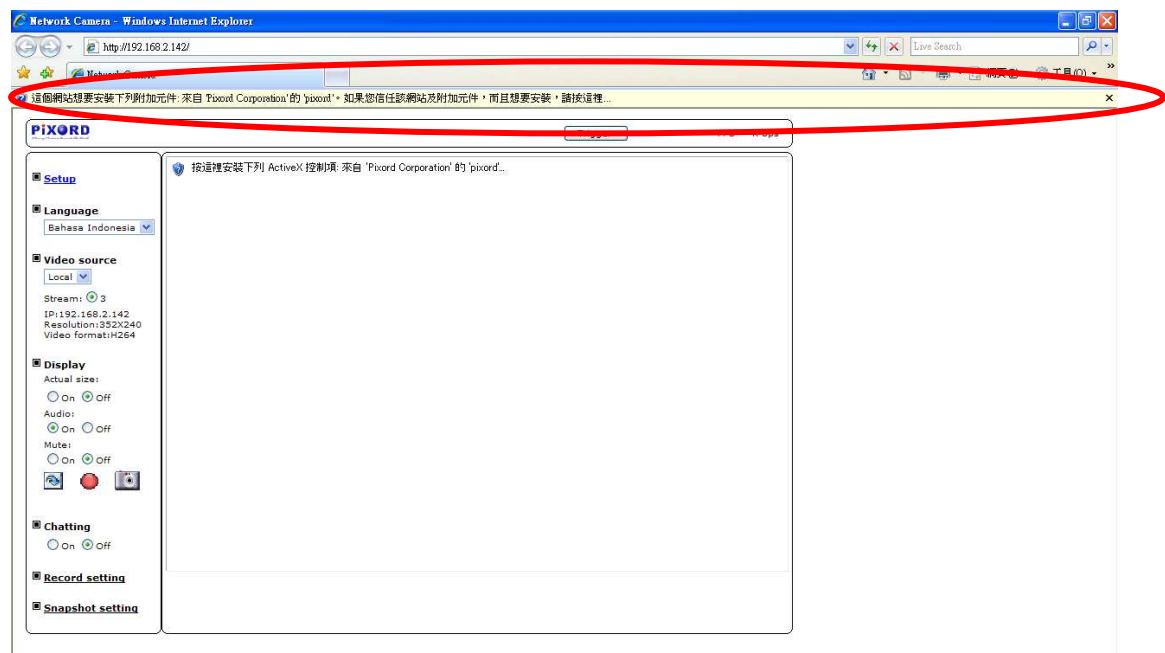 Network Camera - Windows Internet Explorer
http://192.168.2.142/
Live Search
Network Camera
工具(O)
這個網站想要安裝下列附加元件: 來自 'Pixord Corporation' 的 'pixord'。如果您信任該網站及附加元件，而且想要安裝，請按這裡...
PiXORD
按這裡安裝下列 ActiveX 控制項: 來自 'Pixord Corporation' 的 'pixord'...
Setup
Language
Bahasa Indonesia
Video source
Local
Stream: 3
IP:192.168.2.142
Resolution:352X240
Video format:H264
Display
Actual size:
On Off
Audio:
On Off
Mute:
On Off
Chatting
On Off
Record setting
Snapshot setting